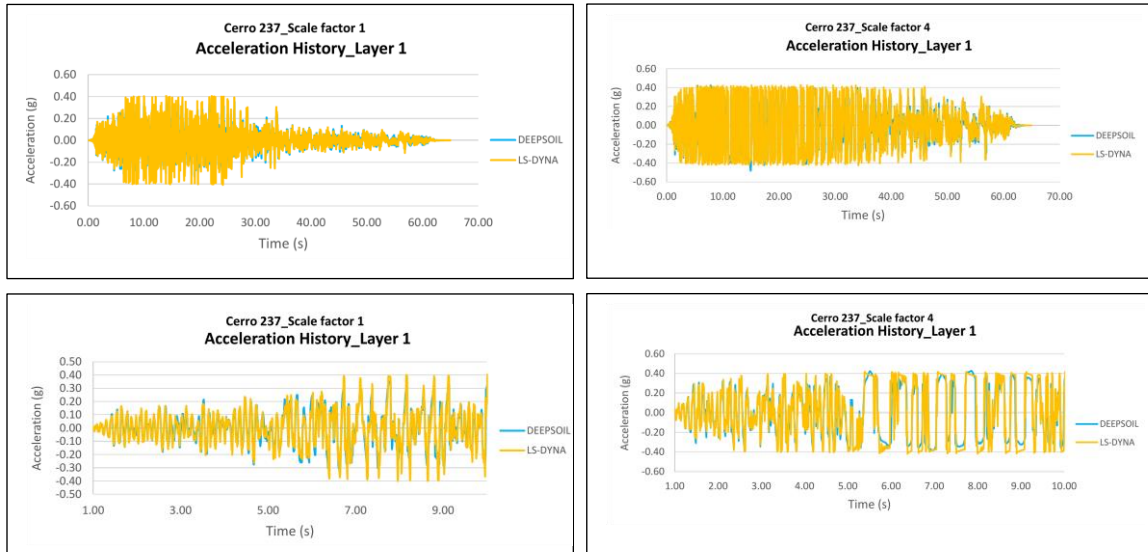 Cerro 237_Scale factor 1
Acceleration History_Layer 1
Acceleration (g)
0.60
0.40
0.20
0.00
-0.20
-0.40
-0.60
0.00 10.00 20.00 30.00 40.00 50.00 60.00 70.00
Time (s)
DEEPSOIL
LS-DYNA
Cerro 237_Scale factor 4
Acceleration History_Layer 1
Acceleration (g)
0.60
0.40
0.20
0.00
-0.20
-0.40
-0.60
0.00 10.00 20.00 30.00 40.00 50.00 60.00 70.00
Time (s)
DEEPSOIL
LS-DYNA
Cerro 237_Scale factor 1
Acceleration History_Layer 1
Acceleration (g)
0.50
0.40
0.30
0.20
0.10
0.00
-0.10
-0.20
-0.30
-0.40
-0.50
1.00 3.00 5.00 7.00 9.00
Time (s)
DEEPSOIL
LS-DYNA
Cerro 237_Scale factor 4
Acceleration History_Layer 1
Acceleration (g)
0.60
0.40
0.20
0.00
-0.20
-0.40
-0.60
1.00 2.00 3.00 4.00 5.00 6.00 7.00 8.00 9.00 10.00
Time (s)
DEEPSOIL
LS-DYNA